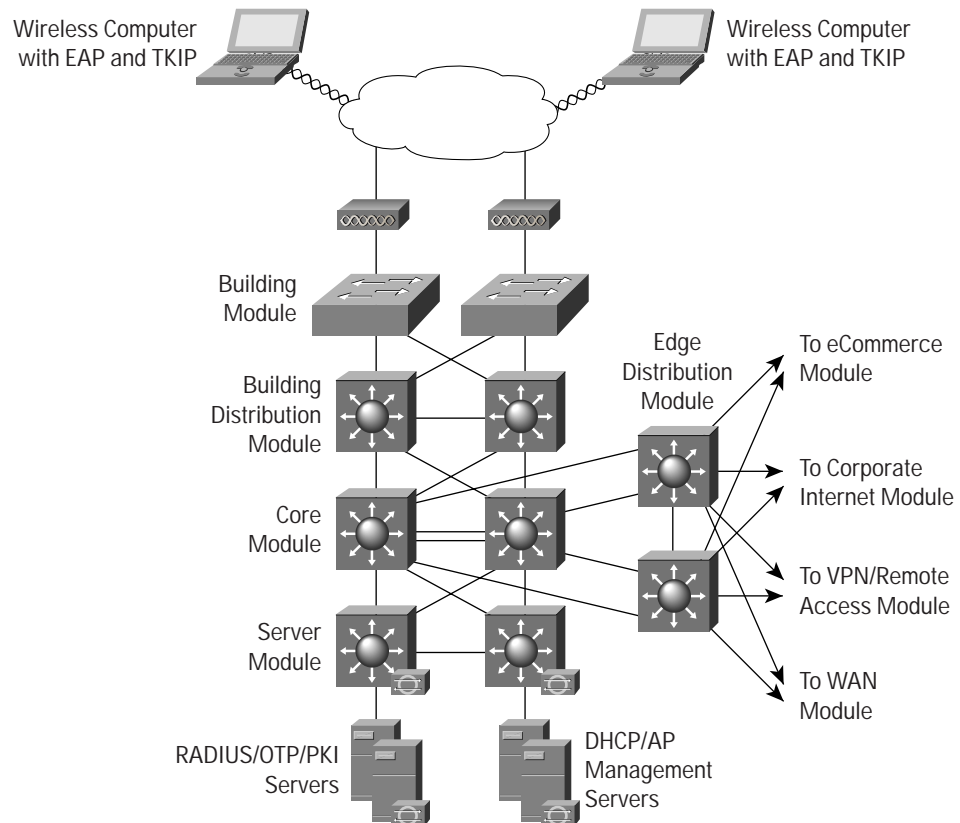 Wireless Computer
with EAP and TKIP
Wireless Computer
with EAP and TKIP
Building
Module
Edge
Distribution
Module
To eCommerce
Module
Building
Distribution
Module
To Corporate
Internet Module
Core
Module
To VPN/Remote
Access Module
Server
Module
To WAN
Module
RADIUS/OTP/PKI
Servers
DHCP/AP
Management
Servers